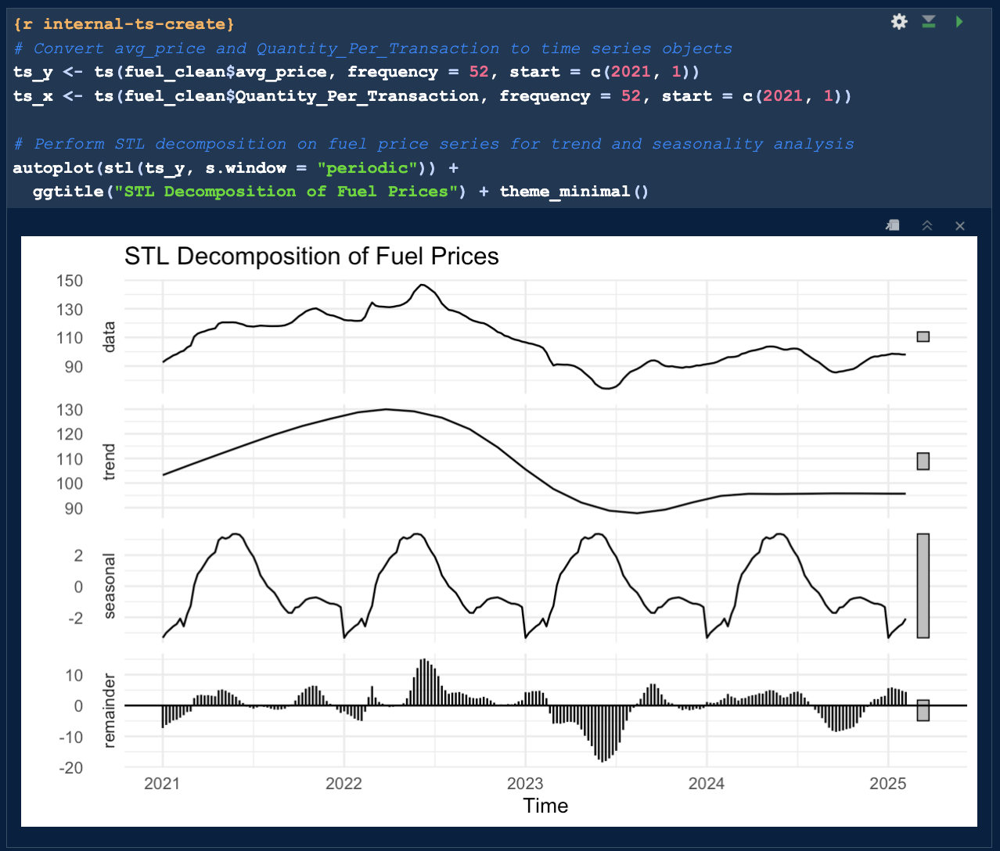 {r internal-ts-create}
# Convert avg_price and Quantity_Per_Transaction to time series objects
ts_y <- ts(fuel_clean$avg_price, frequency = 52, start = c(2021, 1))
ts_x <- ts(fuel_clean$Quantity_Per_Transaction, frequency = 52, start = c(2021, 1))
# Perform STL decomposition on fuel price series for trend and seasonality analysis
autoplot(stl(ts_y, s.window = "periodic")) +
  ggtitle("STL Decomposition of Fuel Prices") + theme_minimal()
STL Decomposition of Fuel Prices
150
130
110
90
data
130
120
110
100
90
trend
2
0
-2
seasonal
10
0
-10
-20
remainder
2021 2022 2023 2024 2025
Time